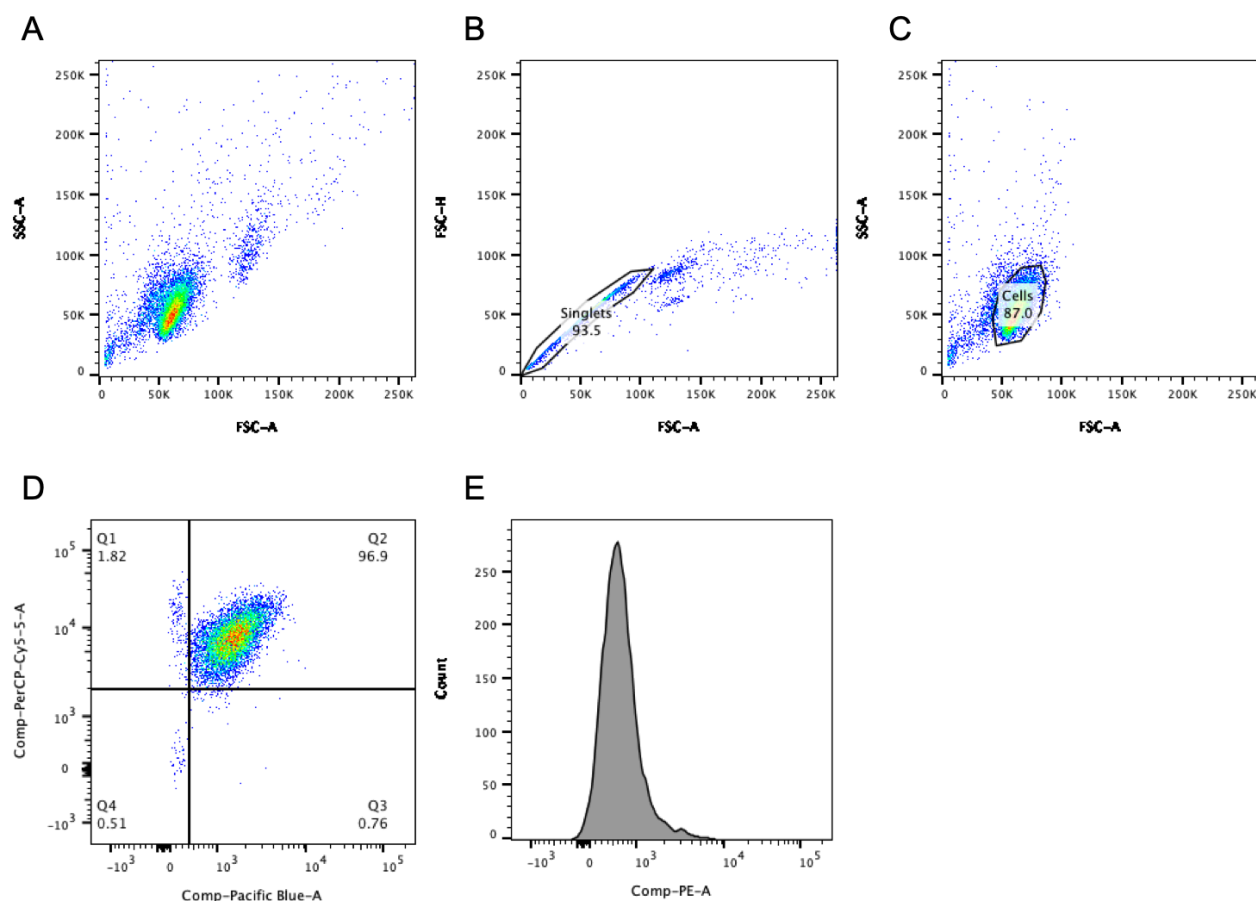 A
250K
200K
150K
100K
50K
0
SSC-A
0
50K
100K
150K
200K
250K
FSC-A
B
250K
200K
150K
100K
50K
0
FSC-H
Singlets
93.5
0
50K
100K
150K
200K
250K
FSC-A
C
250K
200K
150K
100K
50K
0
SSC-A
Cells
87.0
0
50K
100K
150K
200K
250K
FSC-A
D
Q1
1.82
Q2
96.9
10^5
10^4
10^3
0
-10^3
Comp-PerCP-Cy5-5-A
Q4
0.51
Q3
0.76
-10^3
0
10^3
10^4
10^5
Comp-Pacific Blue-A
E
250
200
150
100
50
0
Count
-10^3
0
10^3
10^4
10^5
Comp-PE-A